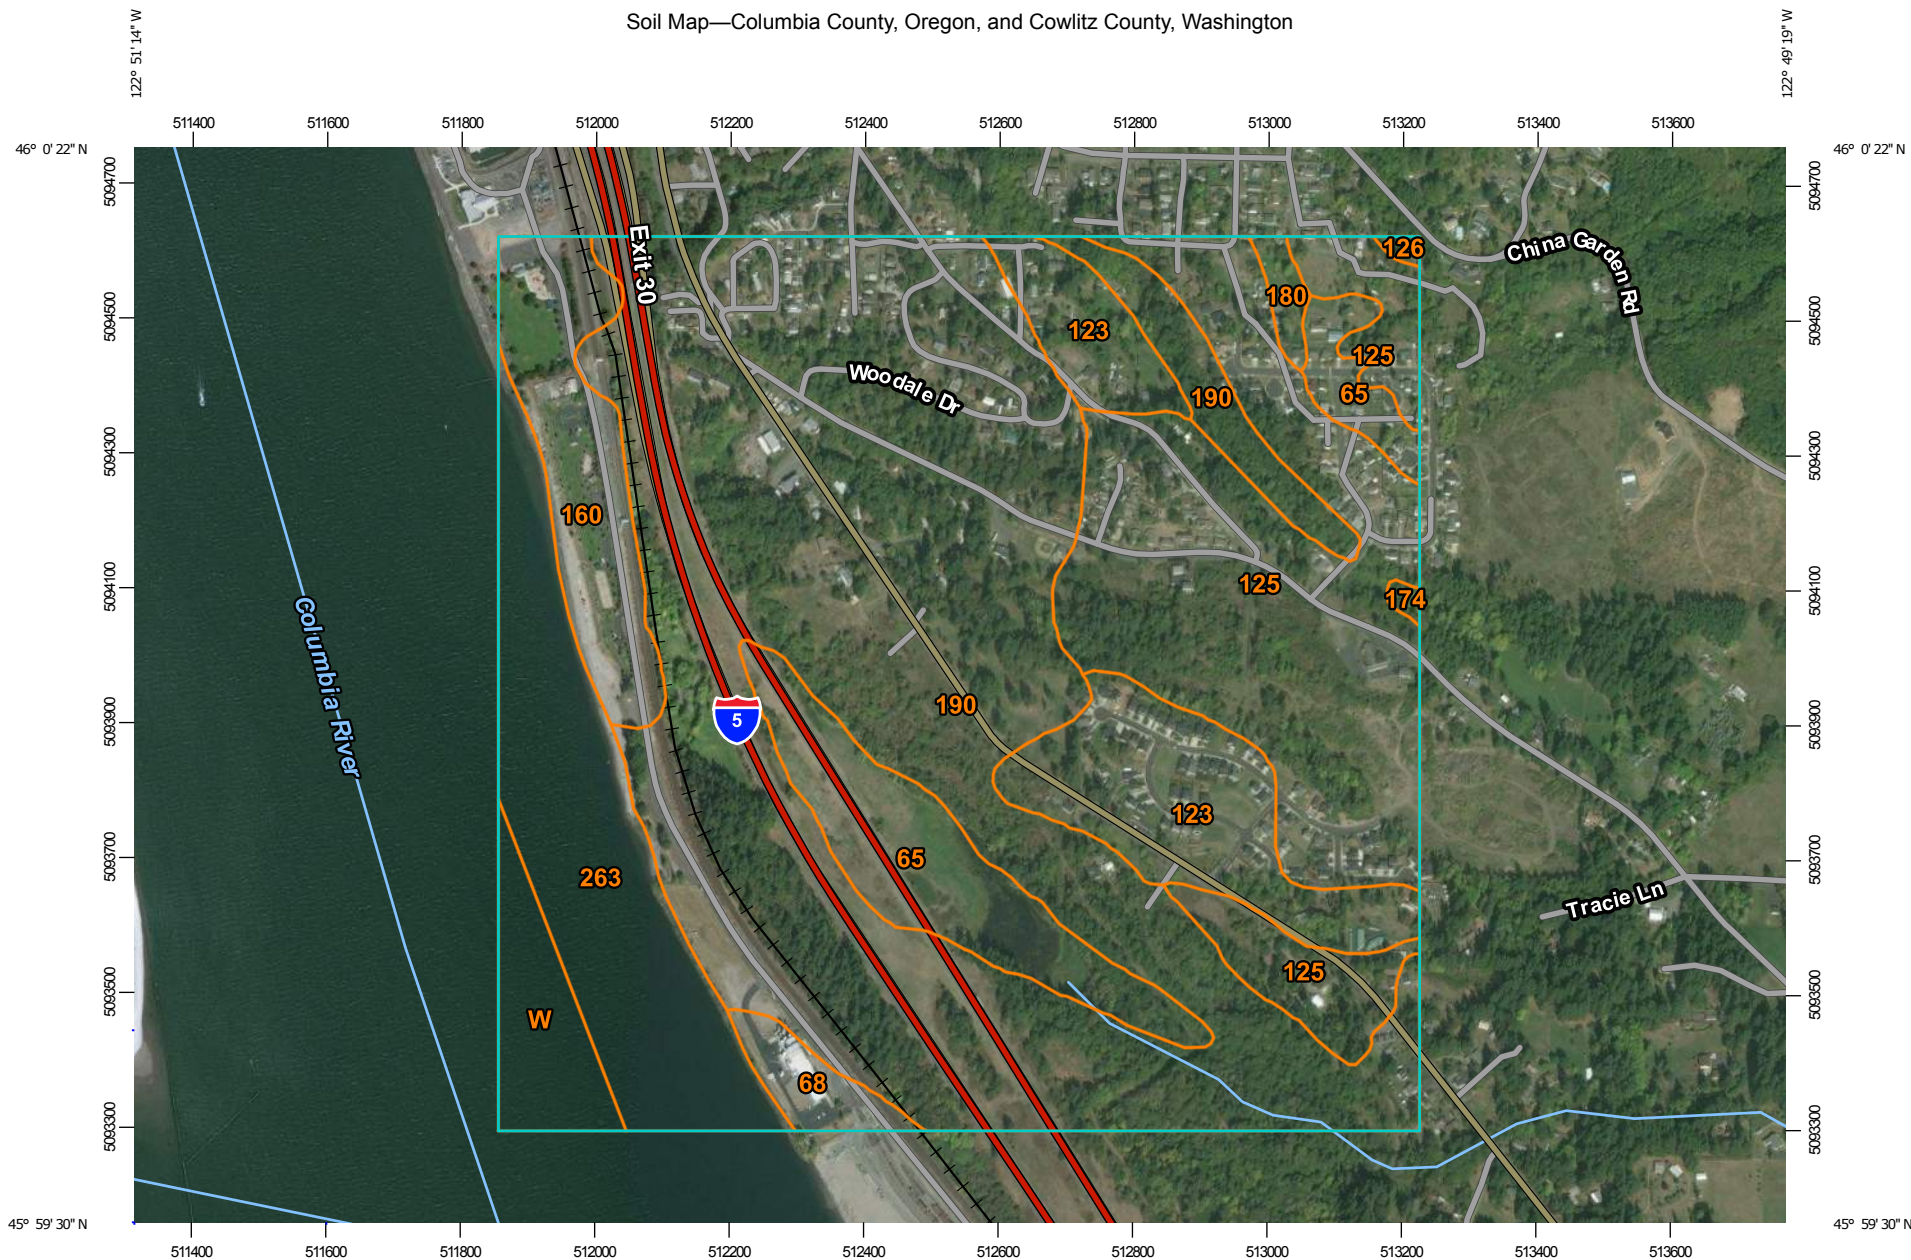 Soil Map—Columbia County, Oregon, and Cowlitz County, Washington
122° 51' 14" W
122° 49' 19" W
511400 511600 511800 512000 512200 512400 512600 512800 513000 513200 513400 513600
46° 0' 22" N
46° 0' 22" N
5094700
5094500
5094300
5094100
5093900
5093700
5093500
5093300
5094700
5094500
5094300
5094100
5093900
5093700
5093500
5093300
Exit 30
126
China Garden Rd
180
123
125
Woodale Dr
65
190
160
125
174
Columbia River
190
5
123
65
263
Tracie Ln
125
W
68
45° 59' 30" N
45° 59' 30" N
511400 511600 511800 512000 512200 512400 512600 512800 513000 513200 513400 513600